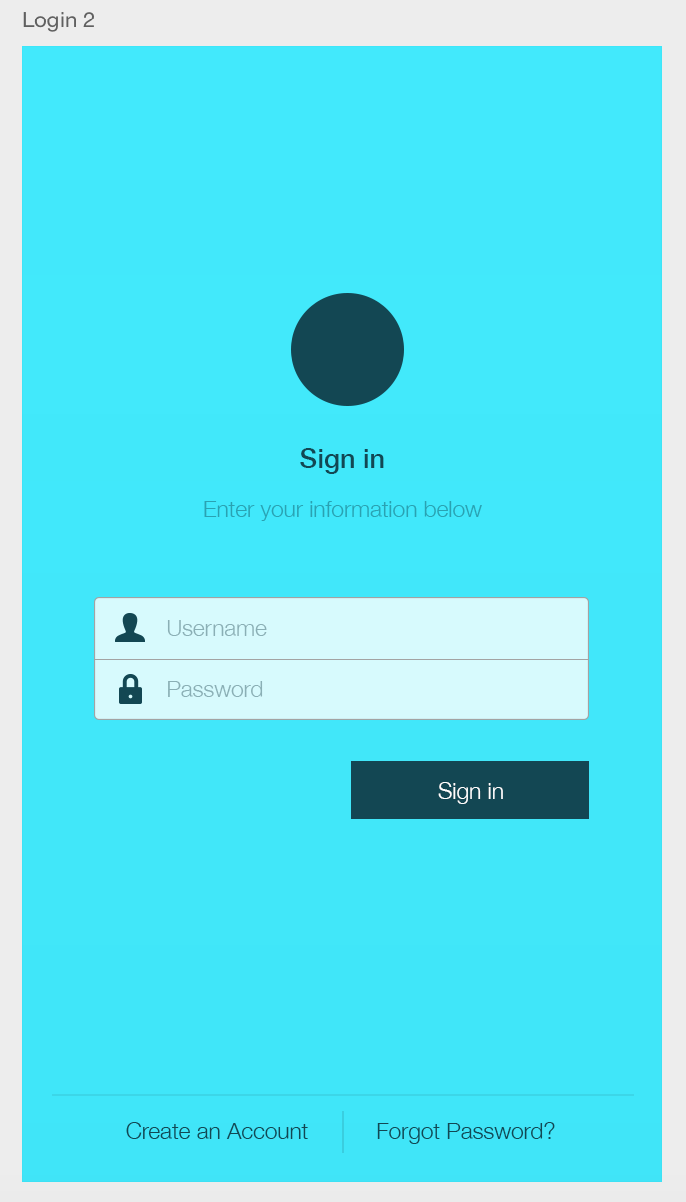 Login 2
Sign in
Enter your information below
Username
Password
Sign in
Create an Account
Forgot Password?